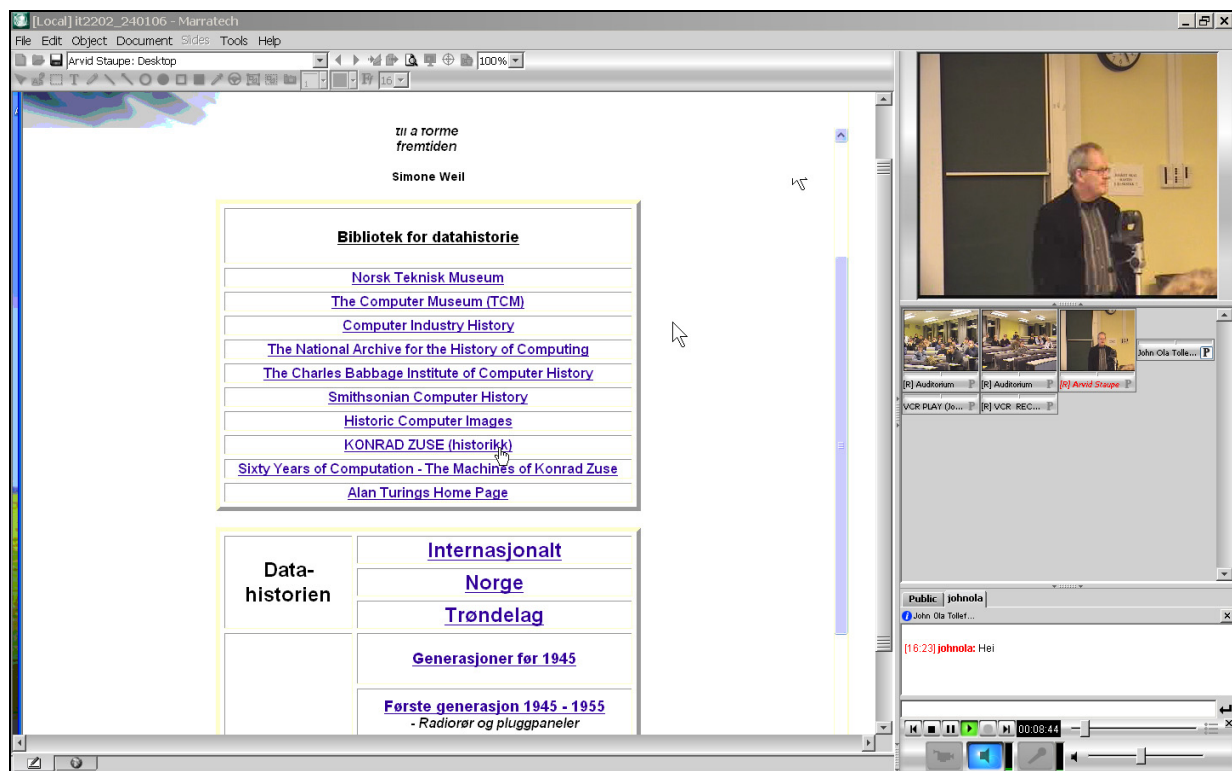 [Local] it2202_240106 - Marratech
File Edit Object Document Slides Tools Help
Arvid Staupe: Desktop
100%
16
til å forme
fremtiden
Simone Weil
Bibliotek for datahistorie
Norsk Teknisk Museum
The Computer Museum (TCM)
Computer Industry History
The National Archive for the History of Computing
The Charles Babbage Institute of Computer History
Smithsonian Computer History
Historic Computer Images
KONRAD ZUSE (historikk)
Sixty Years of Computation - The Machines of Konrad Zuse
Alan Turings Home Page
Data-
historien
Internasjonalt
Norge
Trøndelag
Generasjoner før 1945
Første generasjon 1945 - 1955
- Radiorør og pluggpaneler
John Ola Tolle... P
[R] Auditorium P
[R] Auditorium P
[R] Arvid Staupe P
VCR PLAY (Jo... P
[R] VCR REC... P
Public johnola
John Ola Tollef...
[16:23] johnola: Hei
00:08:44